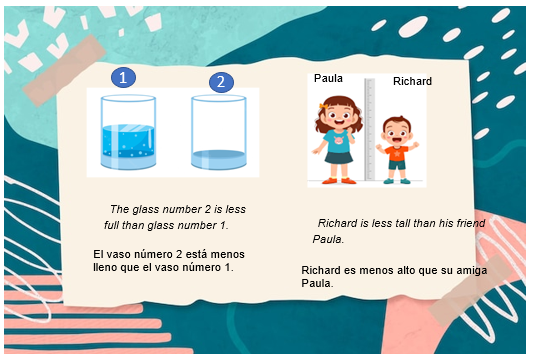 1
2
The glass number 2 is less
full than glass number 1.
El vaso número 2 está menos
lleno que el vaso número 1.
Paula
Richard
Richard is less tall than his friend
Paula.
Richard es menos alto que su amiga
Paula.